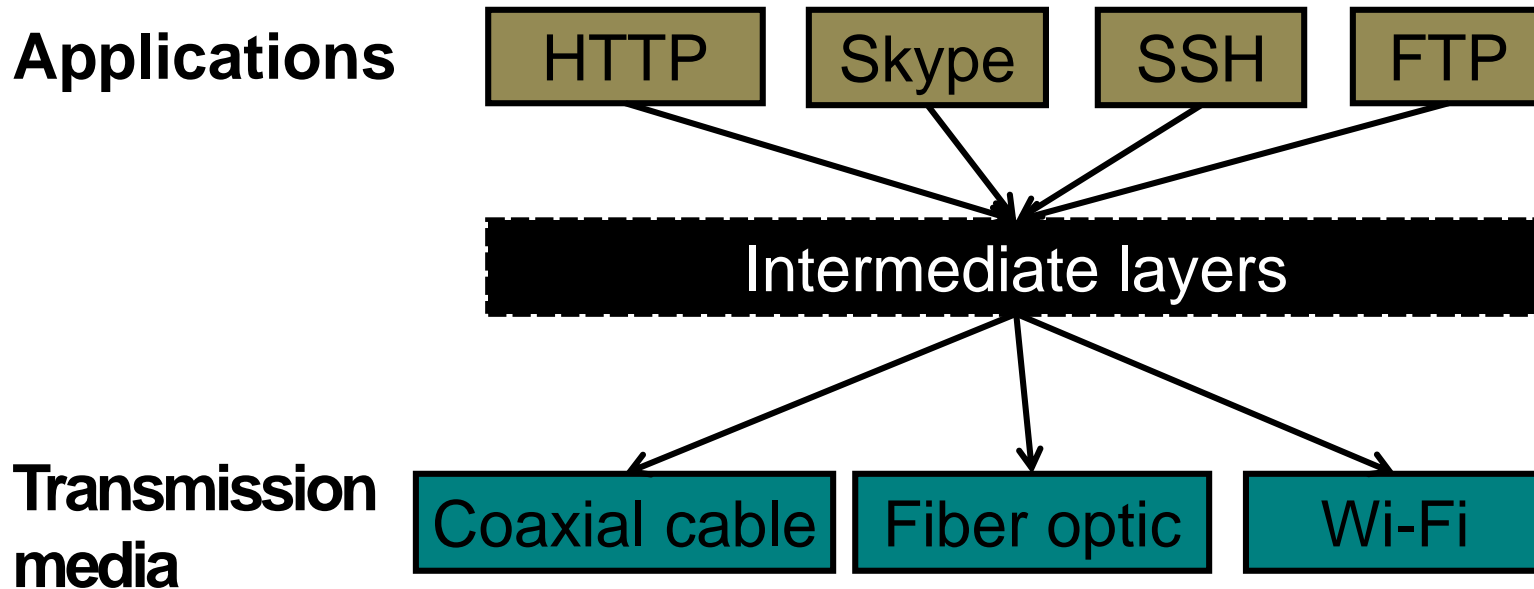 Applications
HTTP
Skype
SSH
FTP
Intermediate layers
Transmission
media
Coaxial cable
Fiber optic
Wi-Fi